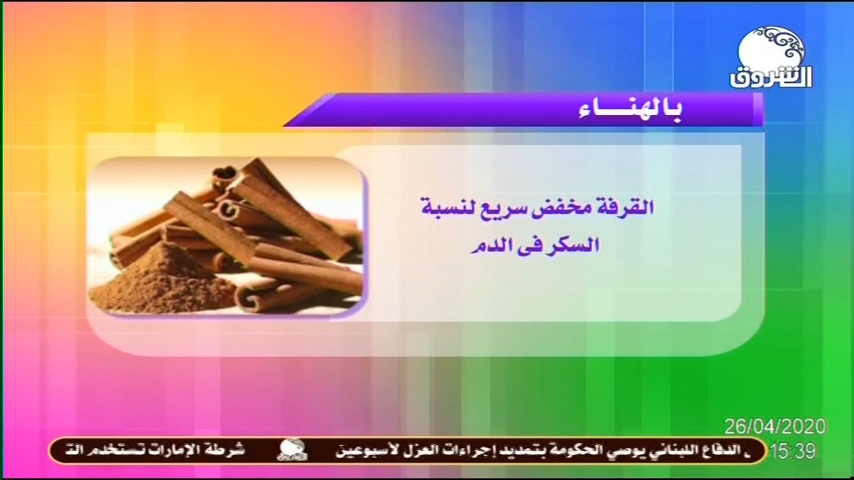 الشروق
بالهنـــاء
القرفة مخفض سريع لنسبة
السكر فى الدم
26/04/2020
15:39
الدفاع اللبناني يوصي الحكومة بتمديد إجراءات العزل لأسبوعين
الشروق
شرطة الإمارات تستخدم